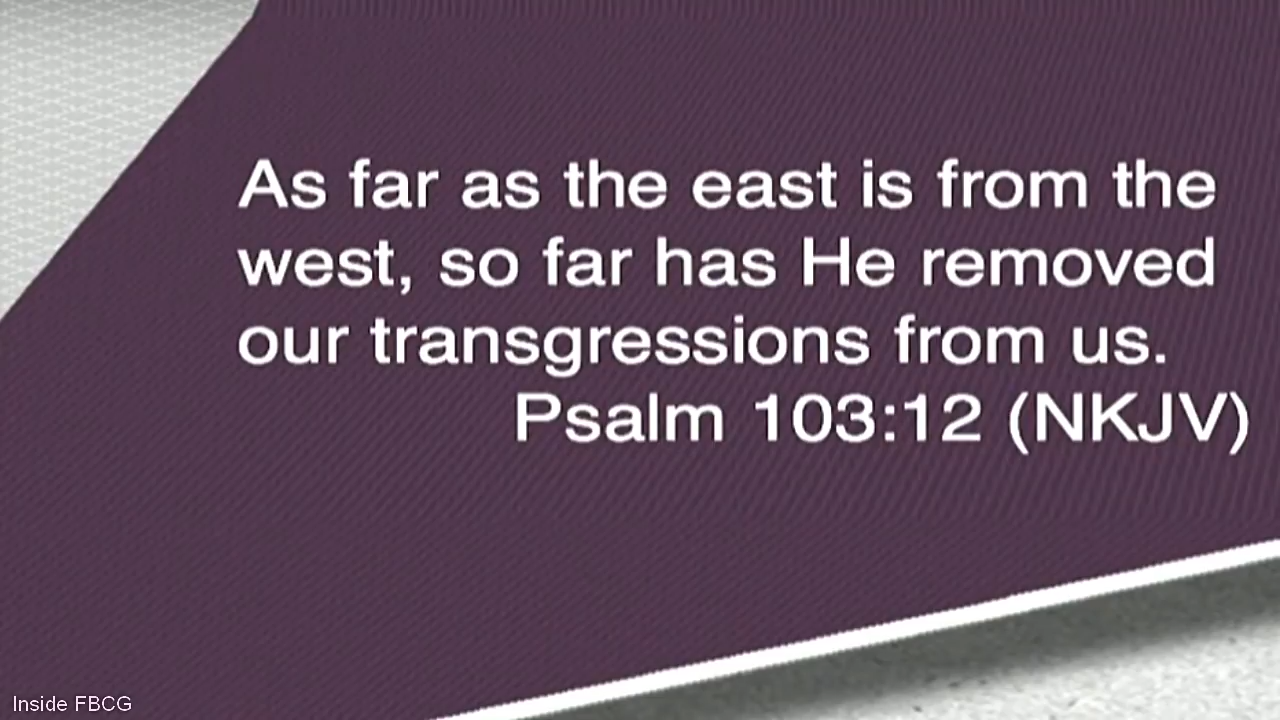 As far as the east is from the
west, so far has He removed
our transgressions from us.
Psalm 103:12 (NKJV)
Inside FBCG